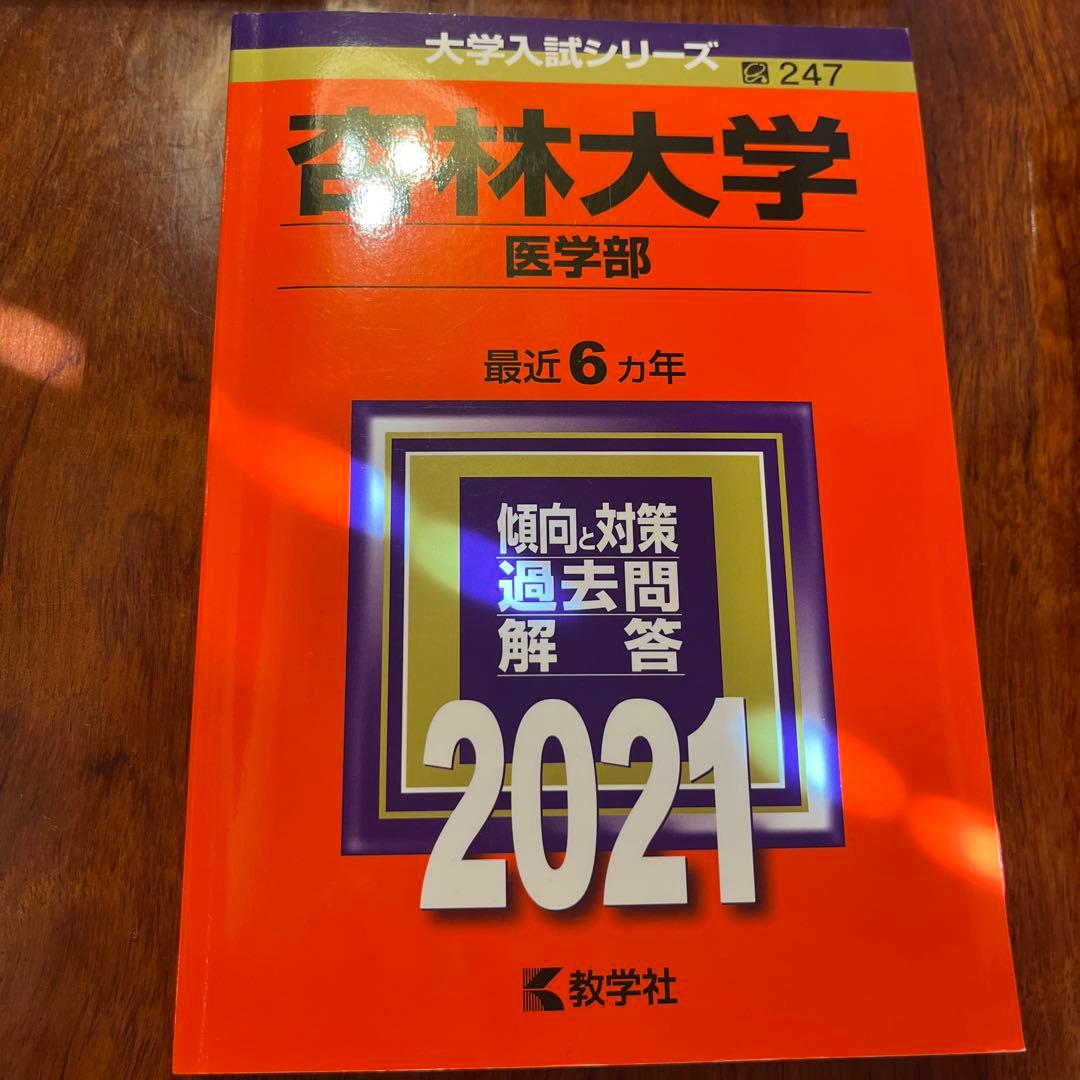 大学入試シリーズ
247
杏林大学
医学部
最近6カ年
傾向と対策
過去問
解答
2021
教学社